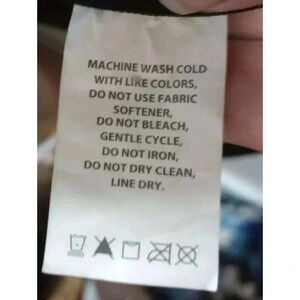 MACHINE WASH COLD
WITH LIKE COLORS,
DO NOT USE FABRIC
SOFTENER,
DO NOT BLEACH,
GENTLE CYCLE,
DO NOT IRON,
DO NOT DRY CLEAN,
LINE DRY.